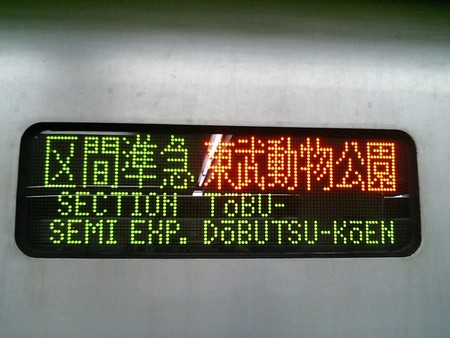 区間準急 東武動物公園
SECTION TōBU-
SEMI EXP. DōBUTSU-KōEN